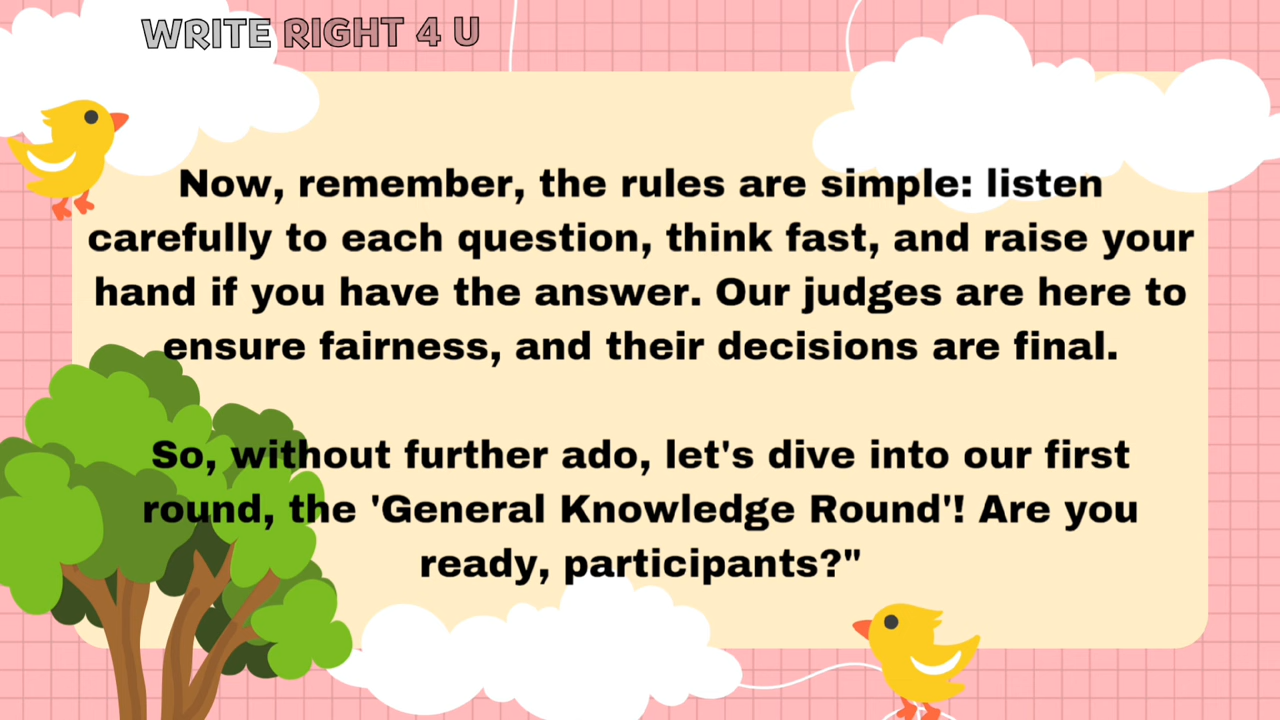 WRITE RIGHT 4 U
Now, remember, the rules are simple: listen
carefully to each question, think fast, and raise your
hand if you have the answer. Our judges are here to
ensure fairness, and their decisions are final.
So, without further ado, let's dive into our first
round, the 'General Knowledge Round'! Are you
ready, participants?"